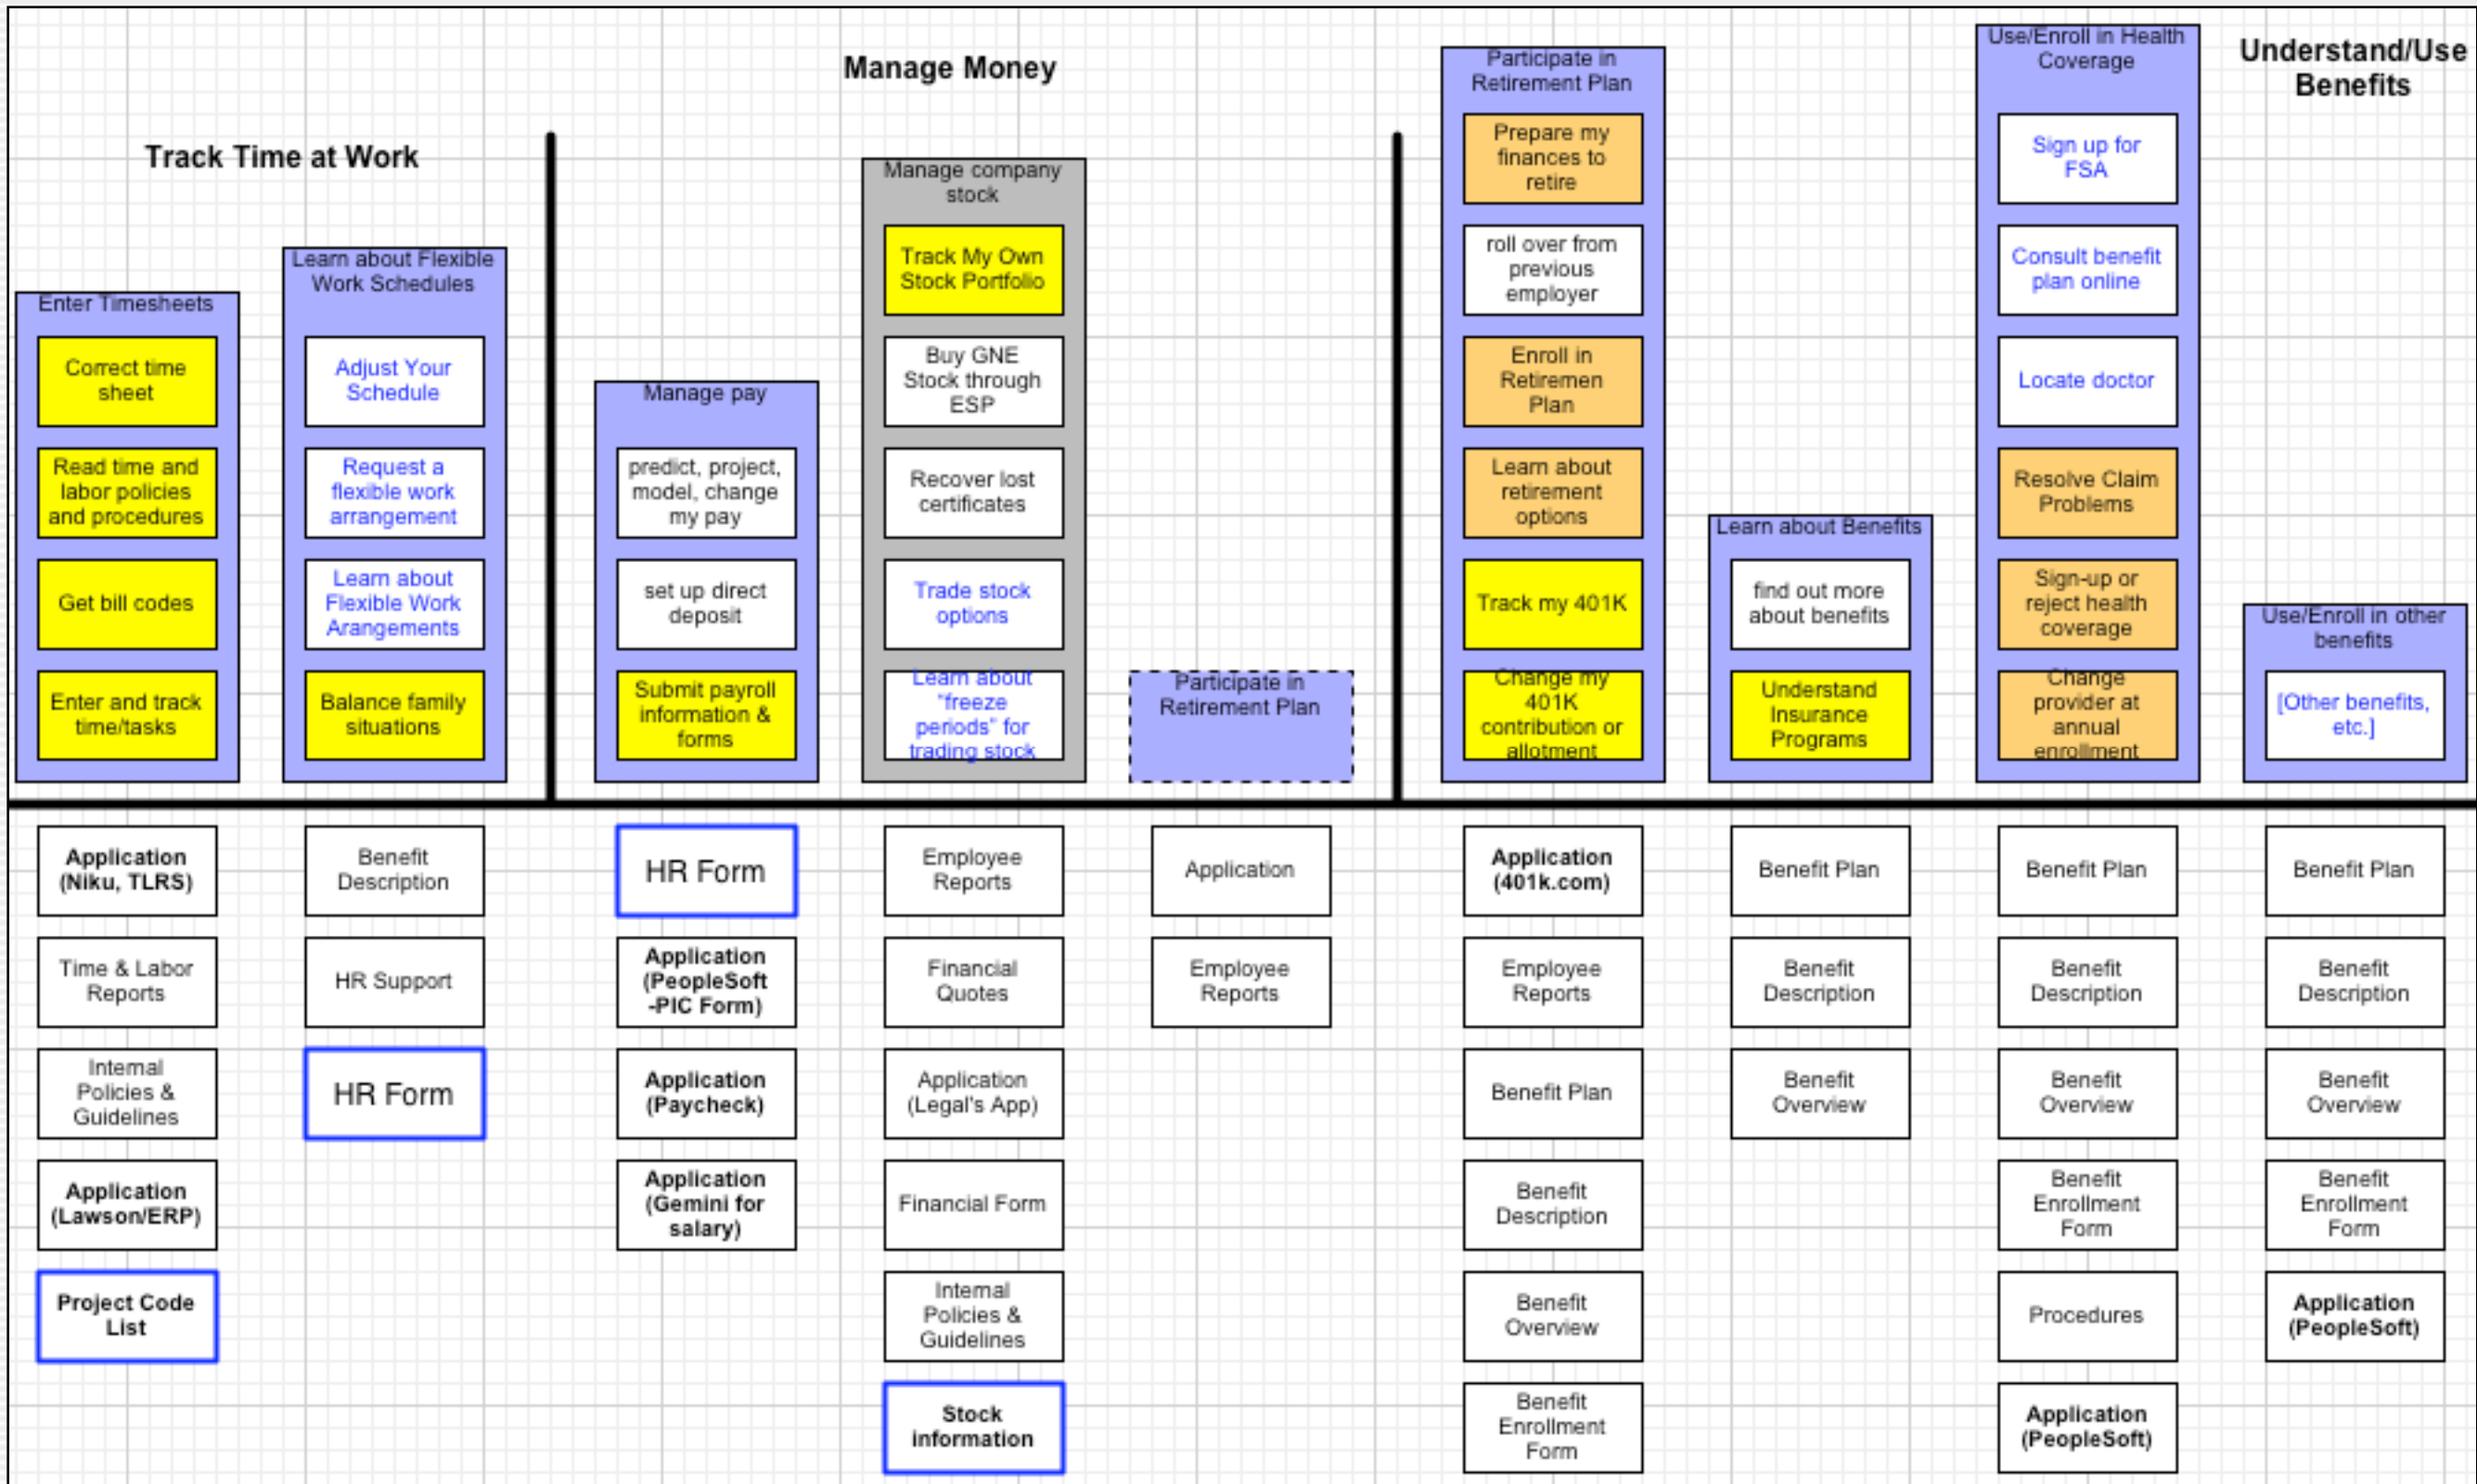 Manage Money
Understand/Use
Benefits
Track Time at Work
Enter Timesheets
Correct time
sheet
Read time and
labor policies
and procedures
Get bill codes
Enter and track
time/tasks
Learn about Flexible
Work Schedules
Adjust Your
Schedule
Request a
flexible work
arrangement
Learn about
Flexible Work
Arangements
Balance family
situations
Manage pay
predict, project,
model, change
my pay
set up direct
deposit
Submit payroll
information &
forms
Manage company
stock
Track My Own
Stock Portfolio
Buy GNE
Stock through
ESP
Recover lost
certificates
Trade stock
options
Learn about
"freeze
periods" for
trading stock
Participate in
Retirement Plan
Participate in
Retirement Plan
Prepare my
finances to
retire
roll over from
previous
employer
Enroll in
Retiremen
Plan
Learn about
retirement
options
Track my 401K
Change my
401K
contribution or
allotment
Learn about Benefits
find out more
about benefits
Understand
Insurance
Programs
Use/Enroll in Health
Coverage
Sign up for
FSA
Consult benefit
plan online
Locate doctor
Resolve Claim
Problems
Sign-up or
reject health
coverage
Change
provider at
annual
enrollment
Use/Enroll in other
benefits
[Other benefits,
etc.]
Application
(Niku, TLRS)
Time & Labor
Reports
Internal
Policies &
Guidelines
Application
(Lawson/ERP)
Project Code
List
Benefit
Description
HR Support
HR Form
HR Form
Application
(PeopleSoft
-PIC Form)
Application
(Paycheck)
Application
(Gemini for
salary)
Employee
Reports
Financial
Quotes
Application
(Legal's App)
Financial Form
Internal
Policies &
Guidelines
Stock
information
Application
Employee
Reports
Application
(401k.com)
Employee
Reports
Benefit Plan
Benefit
Description
Benefit
Overview
Benefit
Enrollment
Form
Benefit Plan
Benefit
Description
Benefit
Overview
Benefit Plan
Benefit
Description
Benefit
Overview
Benefit
Enrollment
Form
Procedures
Application
(PeopleSoft)
Benefit Plan
Benefit
Description
Benefit
Overview
Benefit
Enrollment
Form
Application
(PeopleSoft)